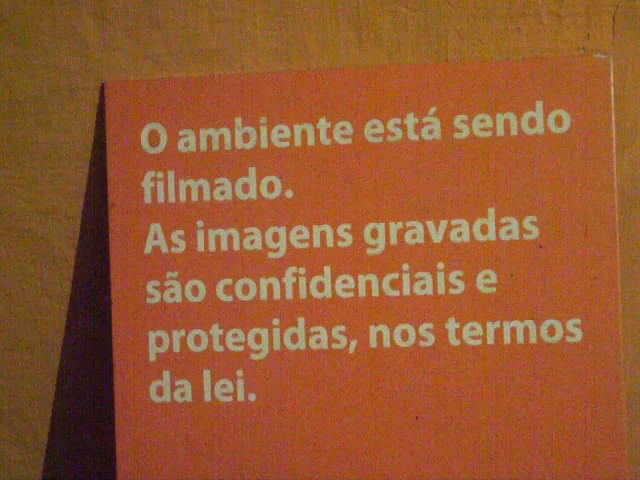 O ambiente está sendo
filmado.
As imagens gravadas
são confidenciais e
protegidas, nos termos
da lei.